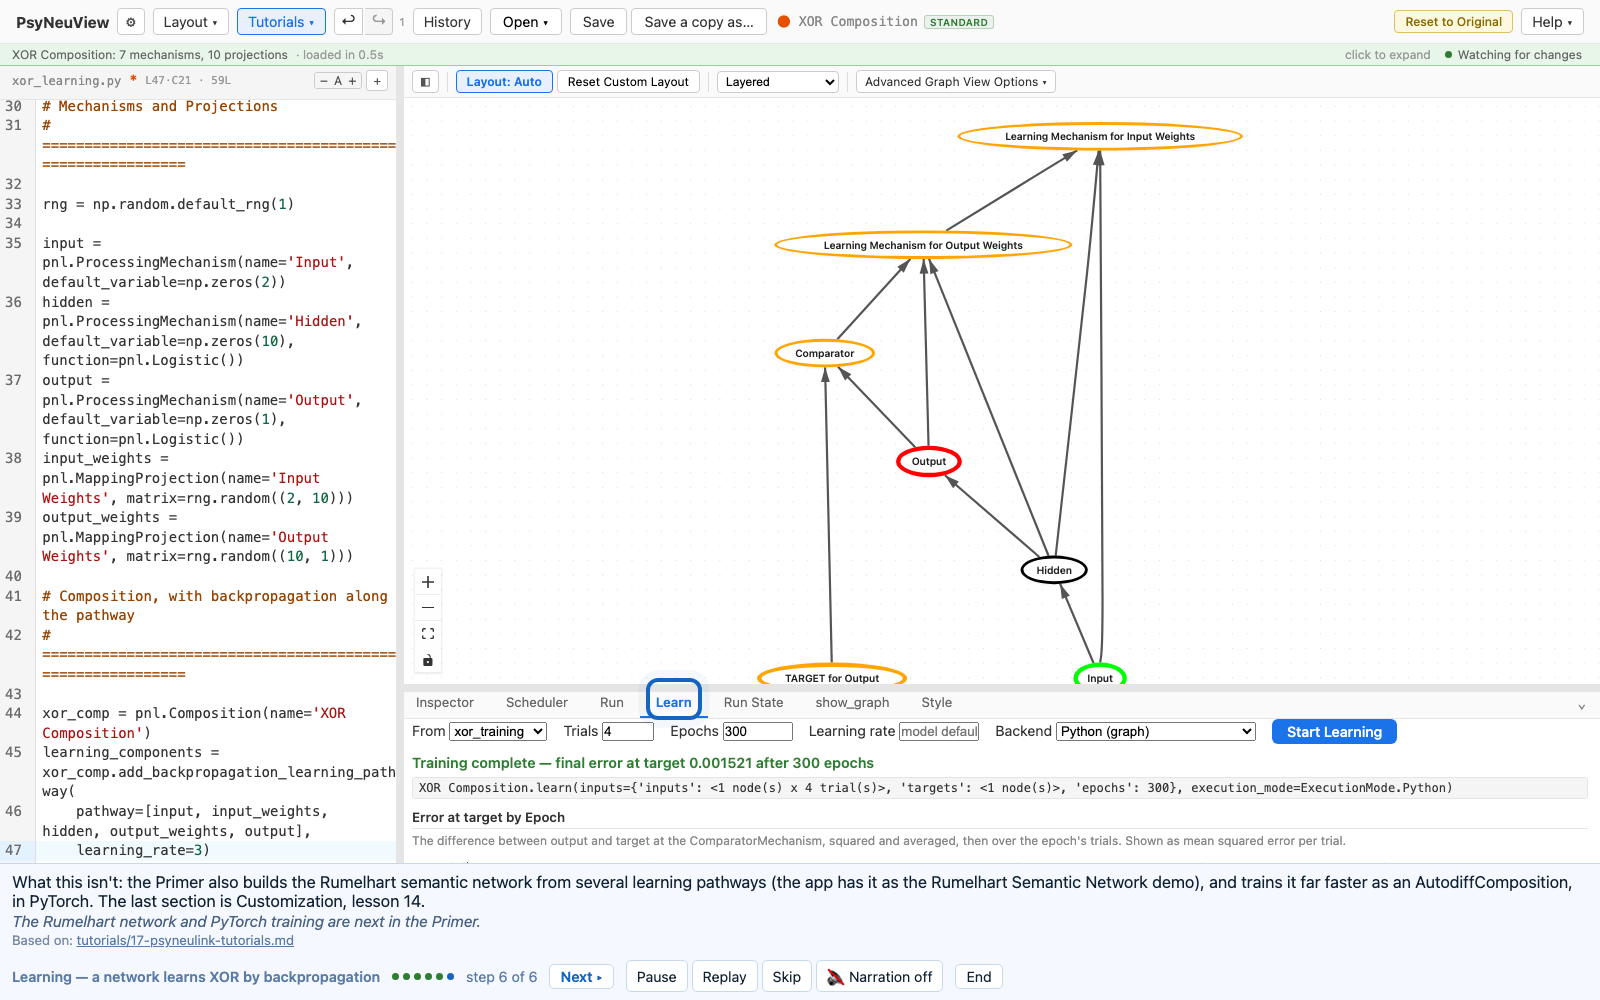 PsyNeuView
Layout ▾
Tutorials ▾
1
History
Open ▾
Save
Save a copy as...
XOR Composition
STANDARD
Reset to Original
Help ▾
XOR Composition: 7 mechanisms, 10 projections · loaded in 0.5s
click to expand
Watching for changes
xor_learning.py * L47·C21 · 59L
− A +
+
Layout: Auto
Reset Custom Layout
Layered
Advanced Graph View Options ▾
30 # Mechanisms and Projections
31 #
==========================================
=================
32
33 rng = np.random.default_rng(1)
34
35 input =
pnl.ProcessingMechanism(name='Input',
default_variable=np.zeros(2))
36 hidden =
pnl.ProcessingMechanism(name='Hidden',
default_variable=np.zeros(10),
function=pnl.Logistic())
37 output =
pnl.ProcessingMechanism(name='Output',
default_variable=np.zeros(1),
function=pnl.Logistic())
38 input_weights =
pnl.MappingProjection(name='Input
Weights', matrix=rng.random((2, 10)))
39 output_weights =
pnl.MappingProjection(name='Output
Weights', matrix=rng.random((10, 1)))
40
41 # Composition, with backpropagation along
the pathway
42 #
==========================================
=================
43
44 xor_comp = pnl.Composition(name='XOR
Composition')
45 learning_components =
xor_comp.add_backpropagation_learning_path
way(
46 pathway=[input, input_weights,
hidden, output_weights, output],
47 learning_rate=3)
Learning Mechanism for Input Weights
Learning Mechanism for Output Weights
Comparator
Output
Hidden
TARGET for Output
Input
Inspector
Scheduler
Run
Learn
Run State
show_graph
Style
From xor_training
Trials 4
Epochs 300
Learning rate model defaul
Backend Python (graph)
Start Learning
Training complete — final error at target 0.001521 after 300 epochs
XOR Composition.learn(inputs={'inputs': <1 node(s) x 4 trial(s)>, 'targets': <1 node(s)>, 'epochs': 300}, execution_mode=ExecutionMode.Python)
Error at target by Epoch
The difference between output and target at the ComparatorMechanism, squared and averaged, then over the epoch's trials. Shown as mean squared error per trial.
What this isn't: the Primer also builds the Rumelhart semantic network from several learning pathways (the app has it as the Rumelhart Semantic Network demo), and trains it far faster as an AutodiffComposition,
in PyTorch. The last section is Customization, lesson 14.
The Rumelhart network and PyTorch training are next in the Primer.
Based on: tutorials/17-psyneulink-tutorials.md
Learning — a network learns XOR by backpropagation
step 6 of 6
Next ▸
Pause
Replay
Skip
Narration off
End